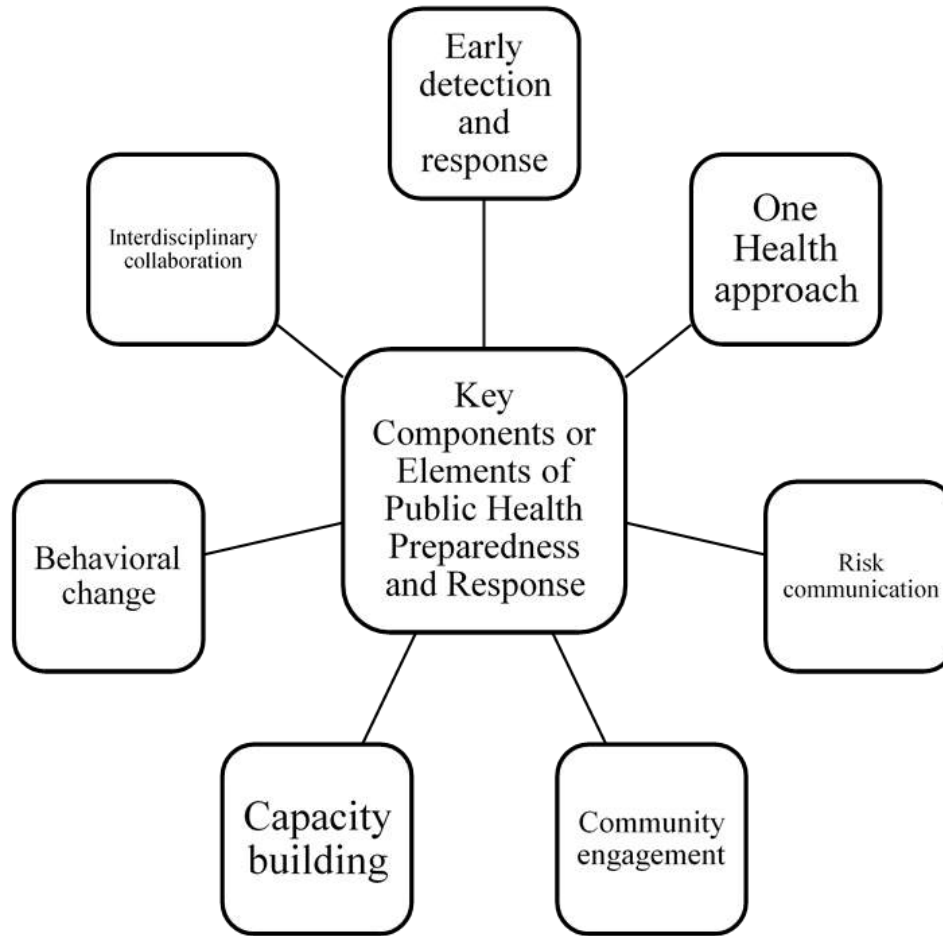 Early
detection
and
response
One
Health
approach
Interdisciplinary
collaboration
Key
Components or
Elements of
Public Health
Preparedness
and Response
Behavioral
change
Risk
communication
Capacity
building
Community
engagement